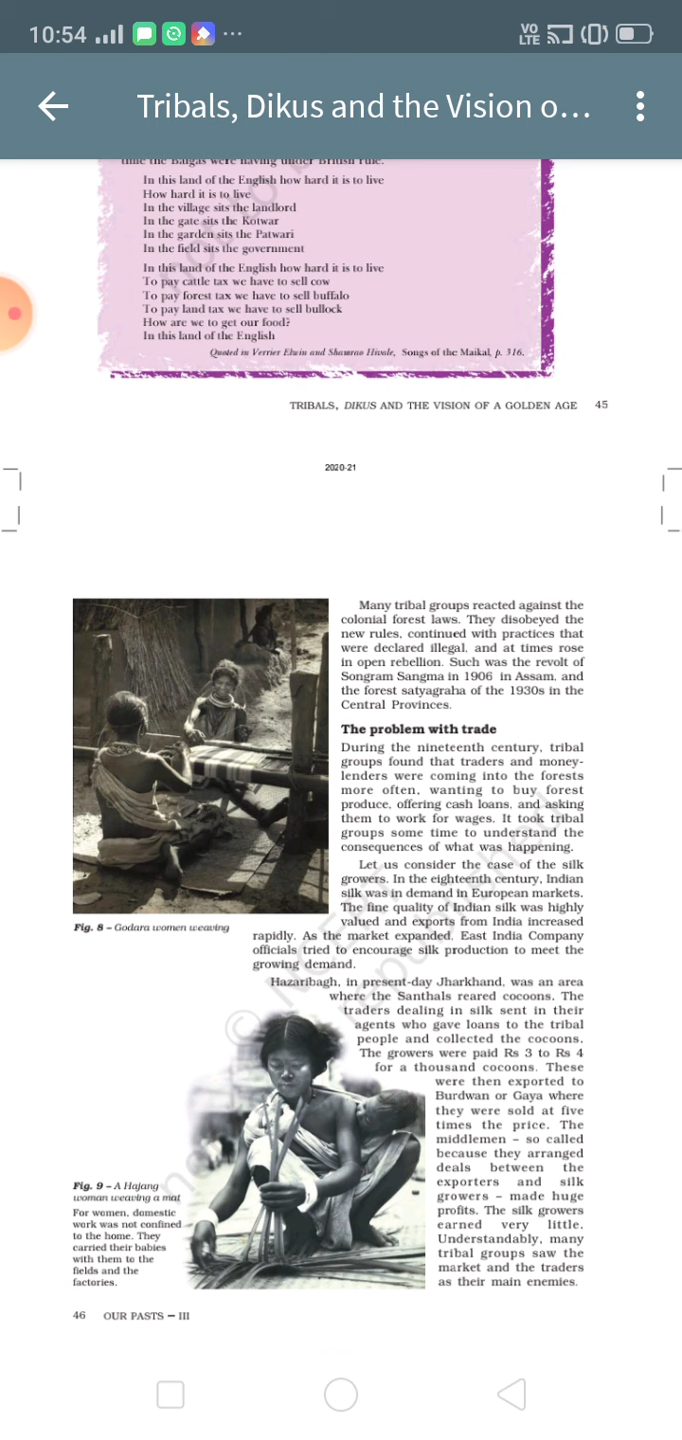 10:54
VO
LTE
Tribals, Dikus and the Vision o...
time the Baigas were having under British rule.
In this land of the English how hard it is to live
How hard it is to live
In the village sits the landlord
In the gate sits the Kotwar
In the garden sits the Patwari
In the field sits the government
In this land of the English how hard it is to live
To pay cattle tax we have to sell cow
To pay forest tax we have to sell buffalo
To pay land tax we have to sell bullock
How are we to get our food?
In this land of the English
Quoted in Verrier Elwin and Shamrao Hivale, Songs of the Maikal, p. 316.
TRIBALS, DIKUS AND THE VISION OF A GOLDEN AGE 45
2020-21
Many tribal groups reacted against the
colonial forest laws. They disobeyed the
new rules, continued with practices that
were declared illegal, and at times rose
in open rebellion. Such was the revolt of
Songram Sangma in 1906 in Assam, and
the forest satyagraha of the 1930s in the
Central Provinces.
The problem with trade
During the nineteenth century, tribal
groups found that traders and money-
lenders were coming into the forests
more often, wanting to buy forest
produce, offering cash loans, and asking
them to work for wages. It took tribal
groups some time to understand the
consequences of what was happening.
Let us consider the case of the silk
growers. In the eighteenth century, Indian
silk was in demand in European markets.
The fine quality of Indian silk was highly
valued and exports from India increased
rapidly. As the market expanded, East India Company
officials tried to encourage silk production to meet the
growing demand.
Fig. 8 – Godara women weaving
Hazaribagh, in present-day Jharkhand, was an area
where the Santhals reared cocoons. The
traders dealing in silk sent in their
agents who gave loans to the tribal
people and collected the cocoons.
The growers were paid Rs 3 to Rs 4
for a thousand cocoons. These
were then exported to
Burdwan or Gaya where
they were sold at five
times the price. The
middlemen – so called
because they arranged
deals between the
exporters and silk
growers – made huge
profits. The silk growers
earned very little.
Understandably, many
tribal groups saw the
market and the traders
as their main enemies.
Fig. 9 – A Hajang
woman weaving a mat
For women, domestic
work was not confined
to the home. They
carried their babies
with them to the
fields and the
factories.
46 OUR PASTS – III